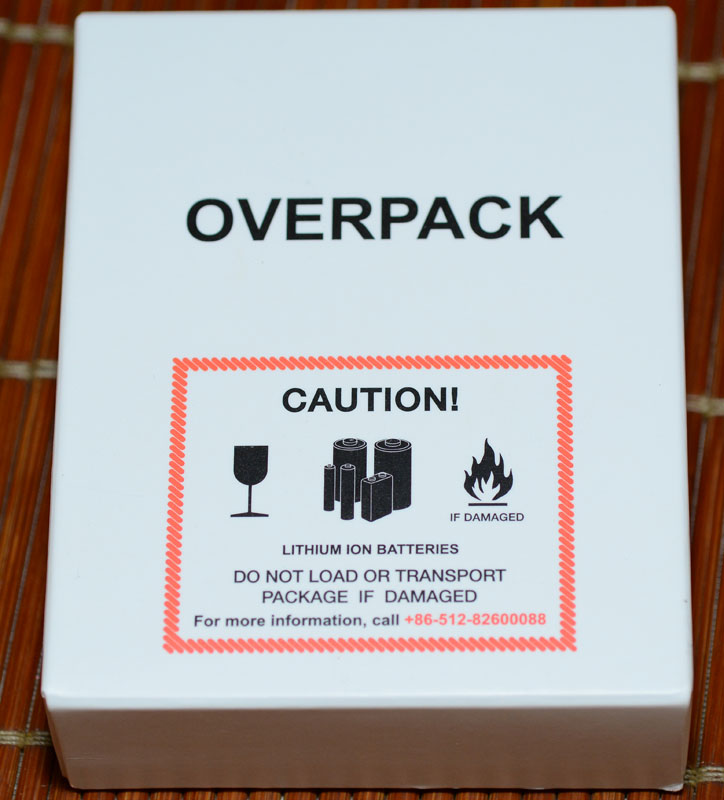 OVERPACK
CAUTION!
IF DAMAGED
LITHIUM ION BATTERIES
DO NOT LOAD OR TRANSPORT
PACKAGE IF DAMAGED
For more information, call +86-512-82600088